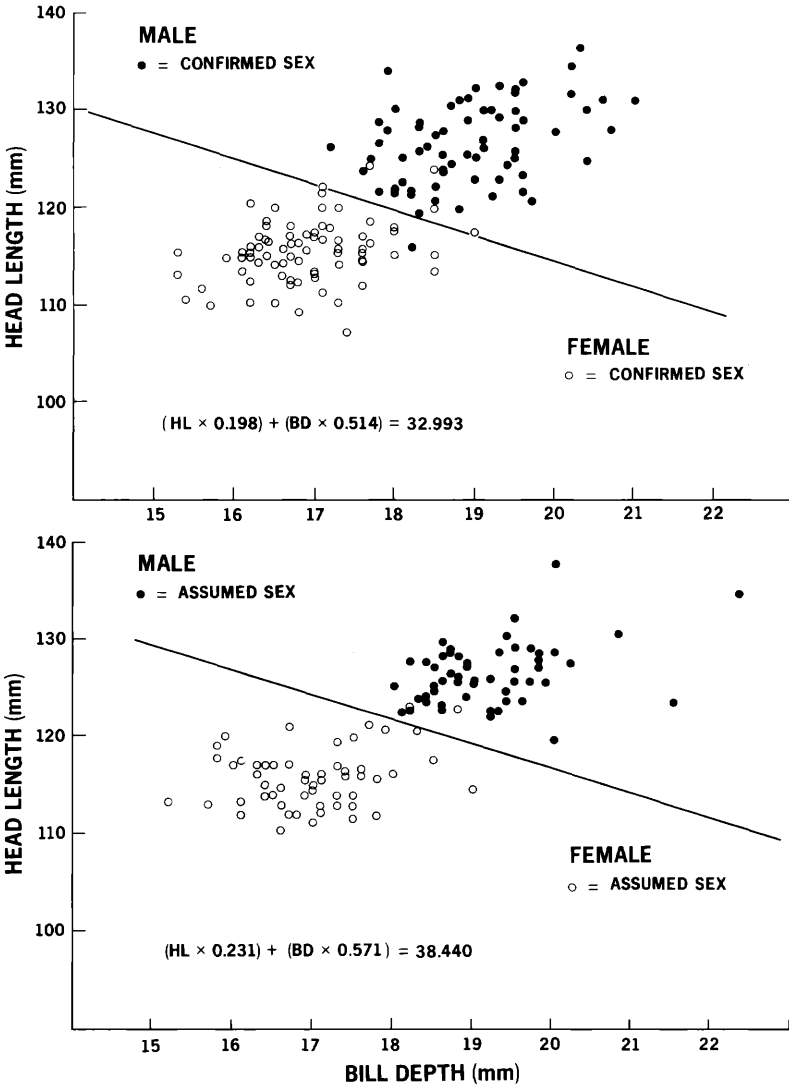 140
MALE
● = CONFIRMED SEX
130
120
110
100
HEAD LENGTH (mm)
FEMALE
○ = CONFIRMED SEX
(HL × 0.198) + (BD × 0.514) = 32.993
15 16 17 18 19 20 21 22
140
MALE
● = ASSUMED SEX
130
120
110
100
HEAD LENGTH (mm)
FEMALE
○ = ASSUMED SEX
(HL × 0.231) + (BD × 0.571) = 38.440
15 16 17 18 19 20 21 22
BILL DEPTH (mm)